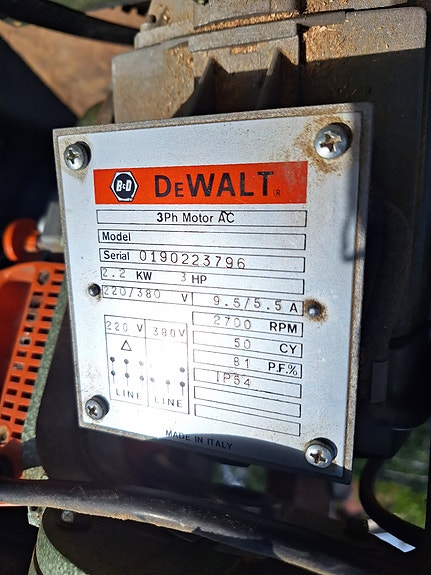 B&D DeWALT R
3Ph Motor AC
Model
Serial 0190223796
2.2 KW 3 HP
220/380 V 9.5/5.5 A
2700 RPM
50 CY
81 P.F.%
IP54
220 V 380V
LINE LINE
MADE IN ITALY